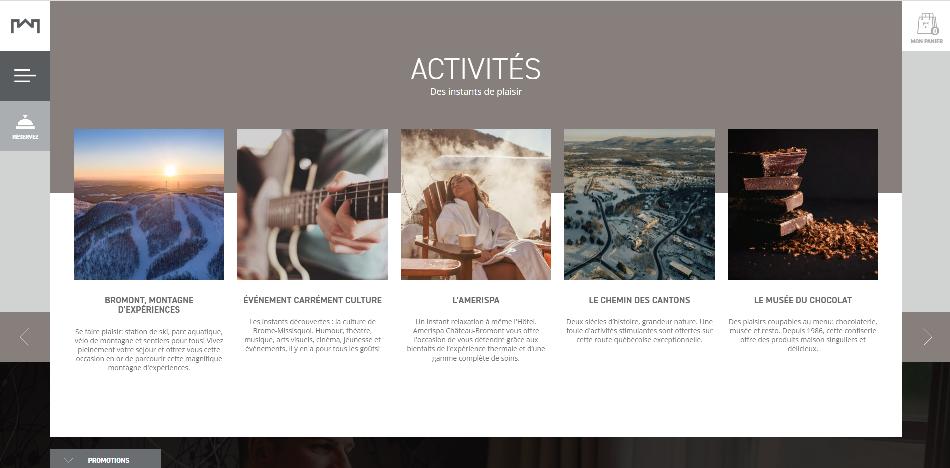 MON PANIER
RÉSERVEZ
ACTIVITÉS
Des instants de plaisir
BROMONT, MONTAGNE
D'EXPÉRIENCES
Se faire plaisir: station de ski, parc aquatique,
vélo de montagne et sentiers pour tous! Vivez
pleinement votre séjour et offrez vous cette
occasion en or de parcourir cette magnifique
montagne d'expériences.
ÉVÉNEMENT CARRÉMENT CULTURE
Les instants découvertes : la culture de
Brome-Missisquoi. Humour, théâtre,
musique, arts visuels, cinéma, jeunesse et
événements, il y en a pour tous les goûts!
L'AMERISPA
Un instant relaxation à même l'Hôtel.
Amerispa Château-Bromont vous offre
l'occasion de vous détendre grâce aux
bienfaits de l'expérience thermale et d'une
gamme complète de soins.
LE CHEMIN DES CANTONS
Deux siècles d'histoire, grandeur nature. Une
foule d'activités stimulantes sont offertes sur
cette route québécoise exceptionnelle.
LE MUSÉE DU CHOCOLAT
Des plaisirs coupables au menu: chocolaterie,
musée et resto. Depuis 1986, cette confiserie
offre des produits maison singuliers et
délicieux.
PROMOTIONS